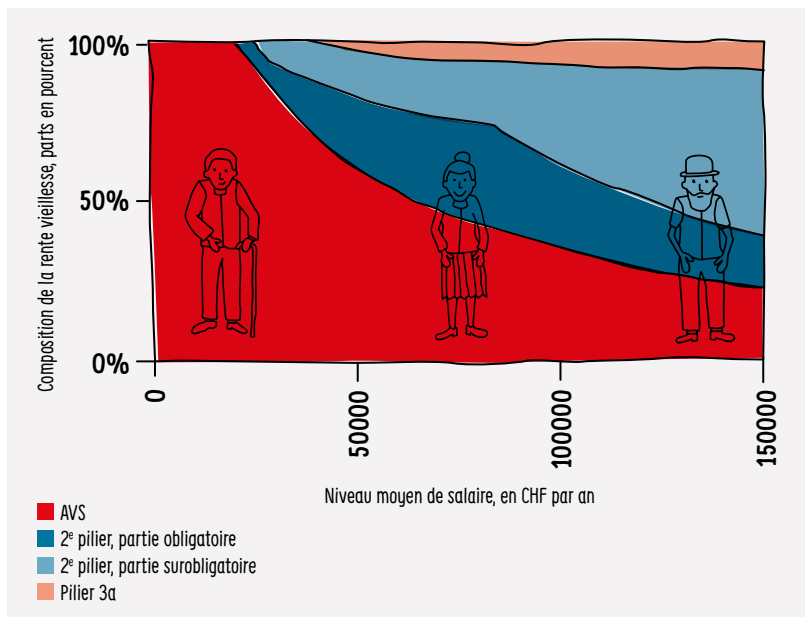 Composition de la rente vieillesse, parts en pourcent
100%
50%
0%
0
50000
100000
150000
Niveau moyen de salaire, en CHF par an
AVS
2e pilier, partie obligatoire
2e pilier, partie surobligatoire
Pilier 3a